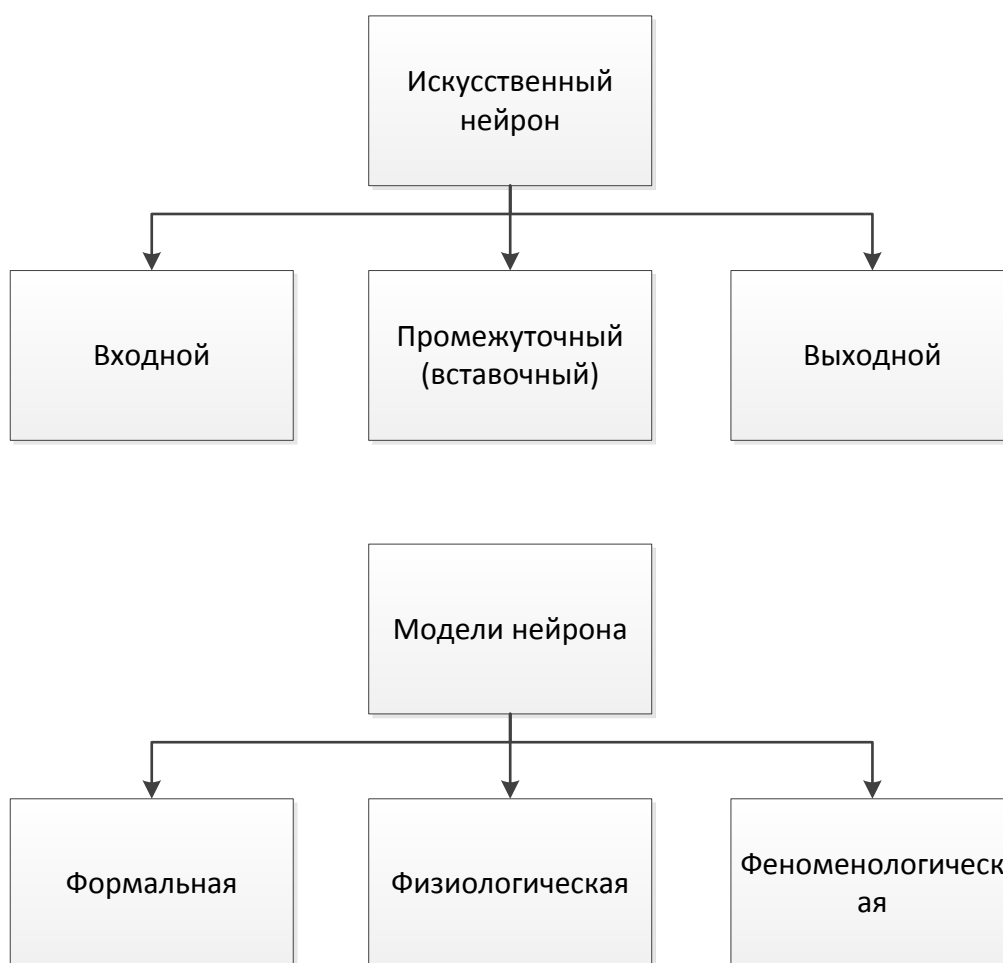 Искусственный
нейрон
Входной
Промежуточный
(вставочный)
Выходной
Модели нейрона
Формальная
Физиологическая
Феноменологическ
ая